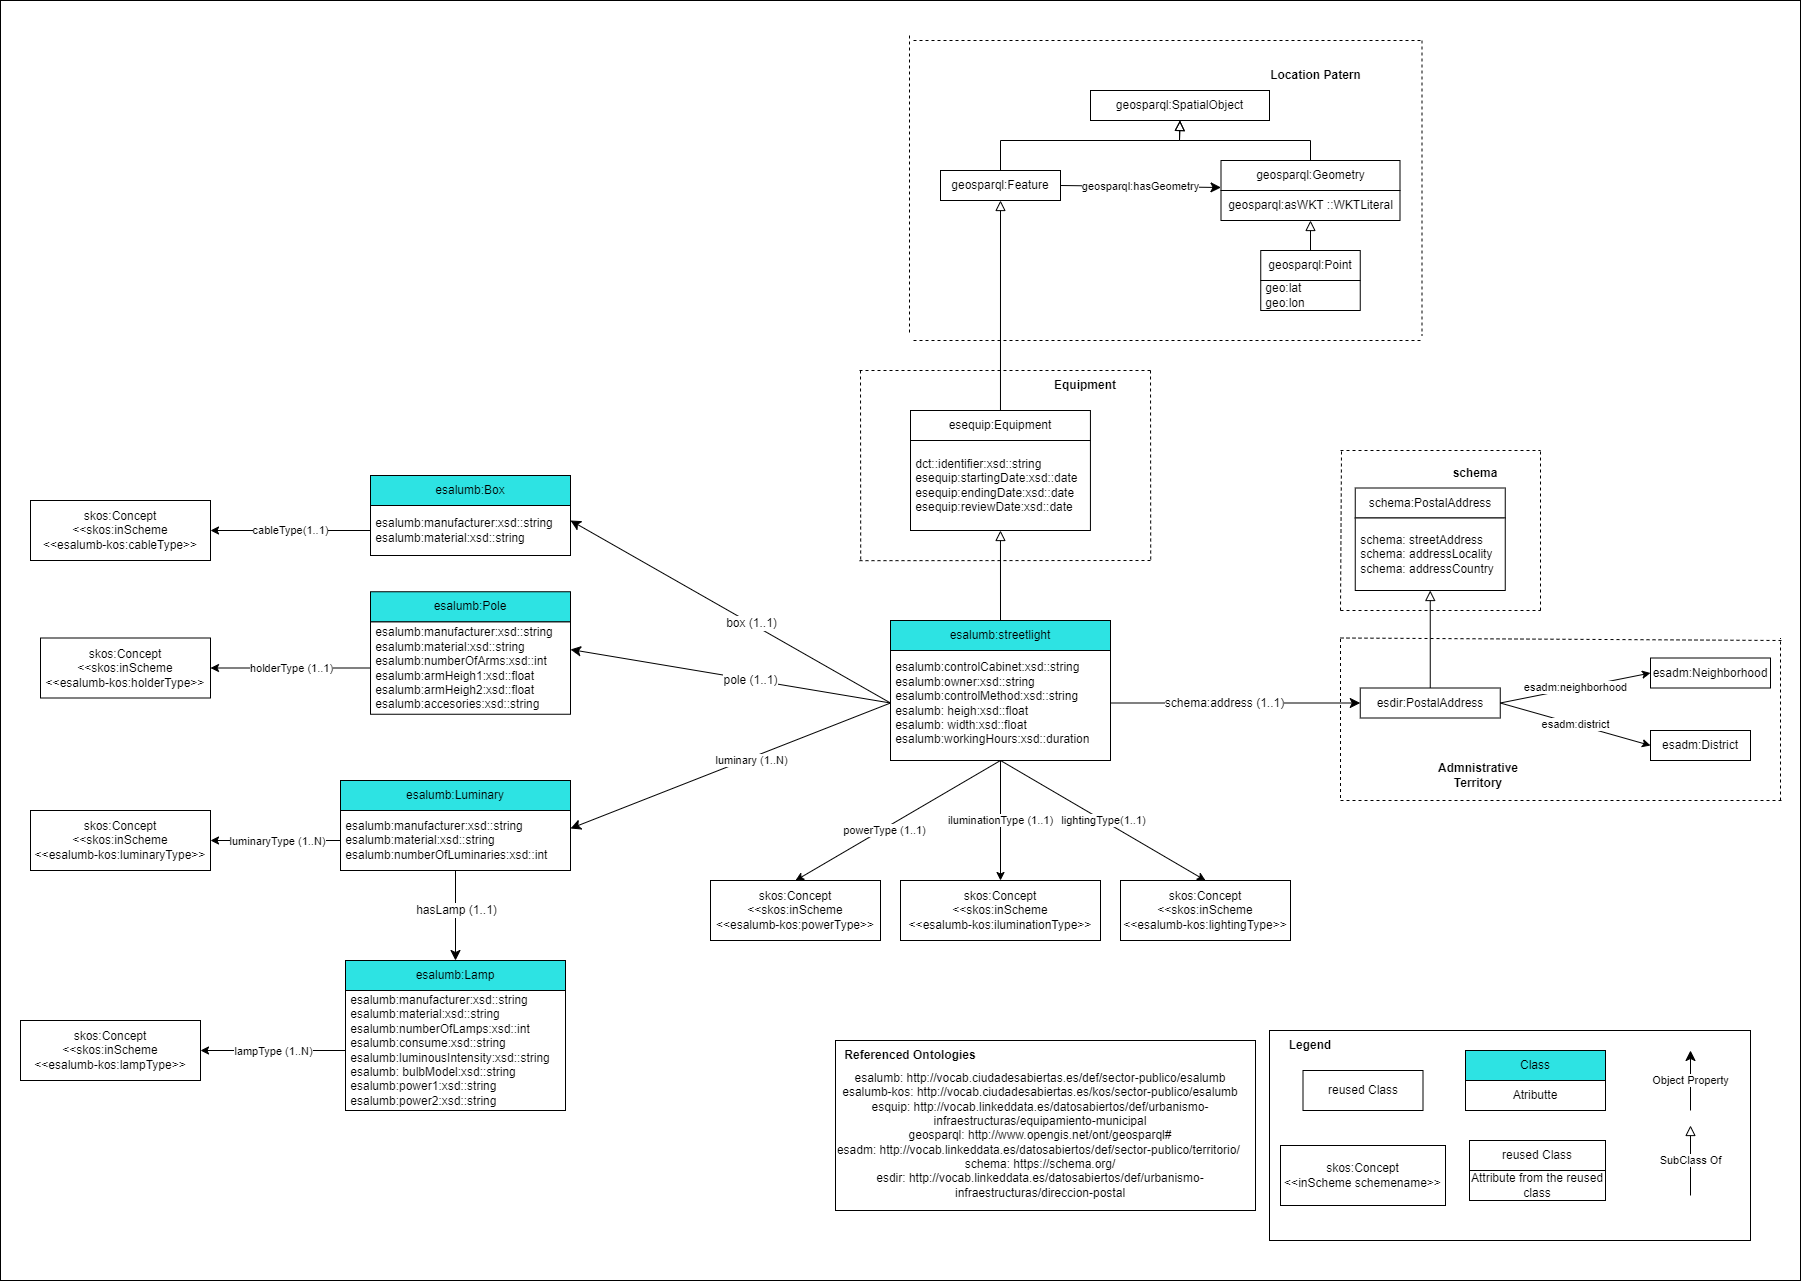 Location Patern
geosparql:SpatialObject
geosparql:Feature
geosparql:hasGeometry
geosparql:Geometry
geosparql:asWKT ::WKTLiteral
geosparql:Point
geo:lat
geo:lon
Equipment
esequip:Equipment
dct::identifier:xsd::string
esequip:startingDate:xsd::date
esequip:endingDate:xsd::date
esequip:reviewDate:xsd::date
schema
schema:PostalAddress
schema: streetAddress
schema: addressLocality
schema: addressCountry
esalumb:Box
esalumb:manufacturer:xsd::string
esalumb:material:xsd::string
cableType(1..1)
skos:Concept
<<skos:inScheme
<<esalumb-kos:cableType>>
box (1..1)
esalumb:Pole
esalumb:manufacturer:xsd::string
esalumb:material:xsd::string
esalumb:numberOfArms:xsd::int
esalumb:armHeigh1:xsd::float
esalumb:armHeigh2:xsd::float
esalumb:accesories:xsd::string
holderType (1..1)
skos:Concept
<<skos:inScheme
<<esalumb-kos:holderType>>
pole (1..1)
esalumb:streetlight
esalumb:controlCabinet:xsd::string
esalumb:owner:xsd::string
esalumb:controlMethod:xsd::string
esalumb: heigh:xsd::float
esalumb: width:xsd::float
esalumb:workingHours:xsd::duration
schema:address (1..1)
esdir:PostalAddress
esadm:neighborhood
esadm:Neighborhood
esadm:district
esadm:District
Admnistrative
Territory
luminary (1..N)
esalumb:Luminary
esalumb:manufacturer:xsd::string
esalumb:material:xsd::string
esalumb:numberOfLuminaries:xsd::int
luminaryType (1..N)
skos:Concept
<<skos:inScheme
<<esalumb-kos:luminaryType>>
powerType (1..1)
iluminationType (1..1)
lightingType(1..1)
skos:Concept
<<skos:inScheme
<<esalumb-kos:powerType>>
skos:Concept
<<skos:inScheme
<<esalumb-kos:iluminationType>>
skos:Concept
<<skos:inScheme
<<esalumb-kos:lightingType>>
hasLamp (1..1)
esalumb:Lamp
esalumb:manufacturer:xsd::string
esalumb:material:xsd::string
esalumb:numberOfLamps:xsd::int
esalumb:consume:xsd::string
esalumb:luminousIntensity:xsd::string
esalumb: bulbModel:xsd::string
esalumb:power1:xsd::string
esalumb:power2:xsd::string
lampType (1..N)
skos:Concept
<<skos:inScheme
<<esalumb-kos:lampType>>
Referenced Ontologies
esalumb: http://vocab.ciudadesabiertas.es/def/sector-publico/esalumb
esalumb-kos: http://vocab.ciudadesabiertas.es/kos/sector-publico/esalumb
esquip: http://vocab.linkeddata.es/datosabiertos/def/urbanismo-
infraestructuras/equipamiento-municipal
geosparql: http://www.opengis.net/ont/geosparql#
esadm: http://vocab.linkeddata.es/datosabiertos/def/sector-publico/territorio/
schema: https://schema.org/
esdir: http://vocab.linkeddata.es/datosabiertos/def/urbanismo-
infraestructuras/direccion-postal
Legend
reused Class
Class
Atributte
Object Property
skos:Concept
<<inScheme schemename>>
reused Class
Attribute from the reused
class
SubClass Of